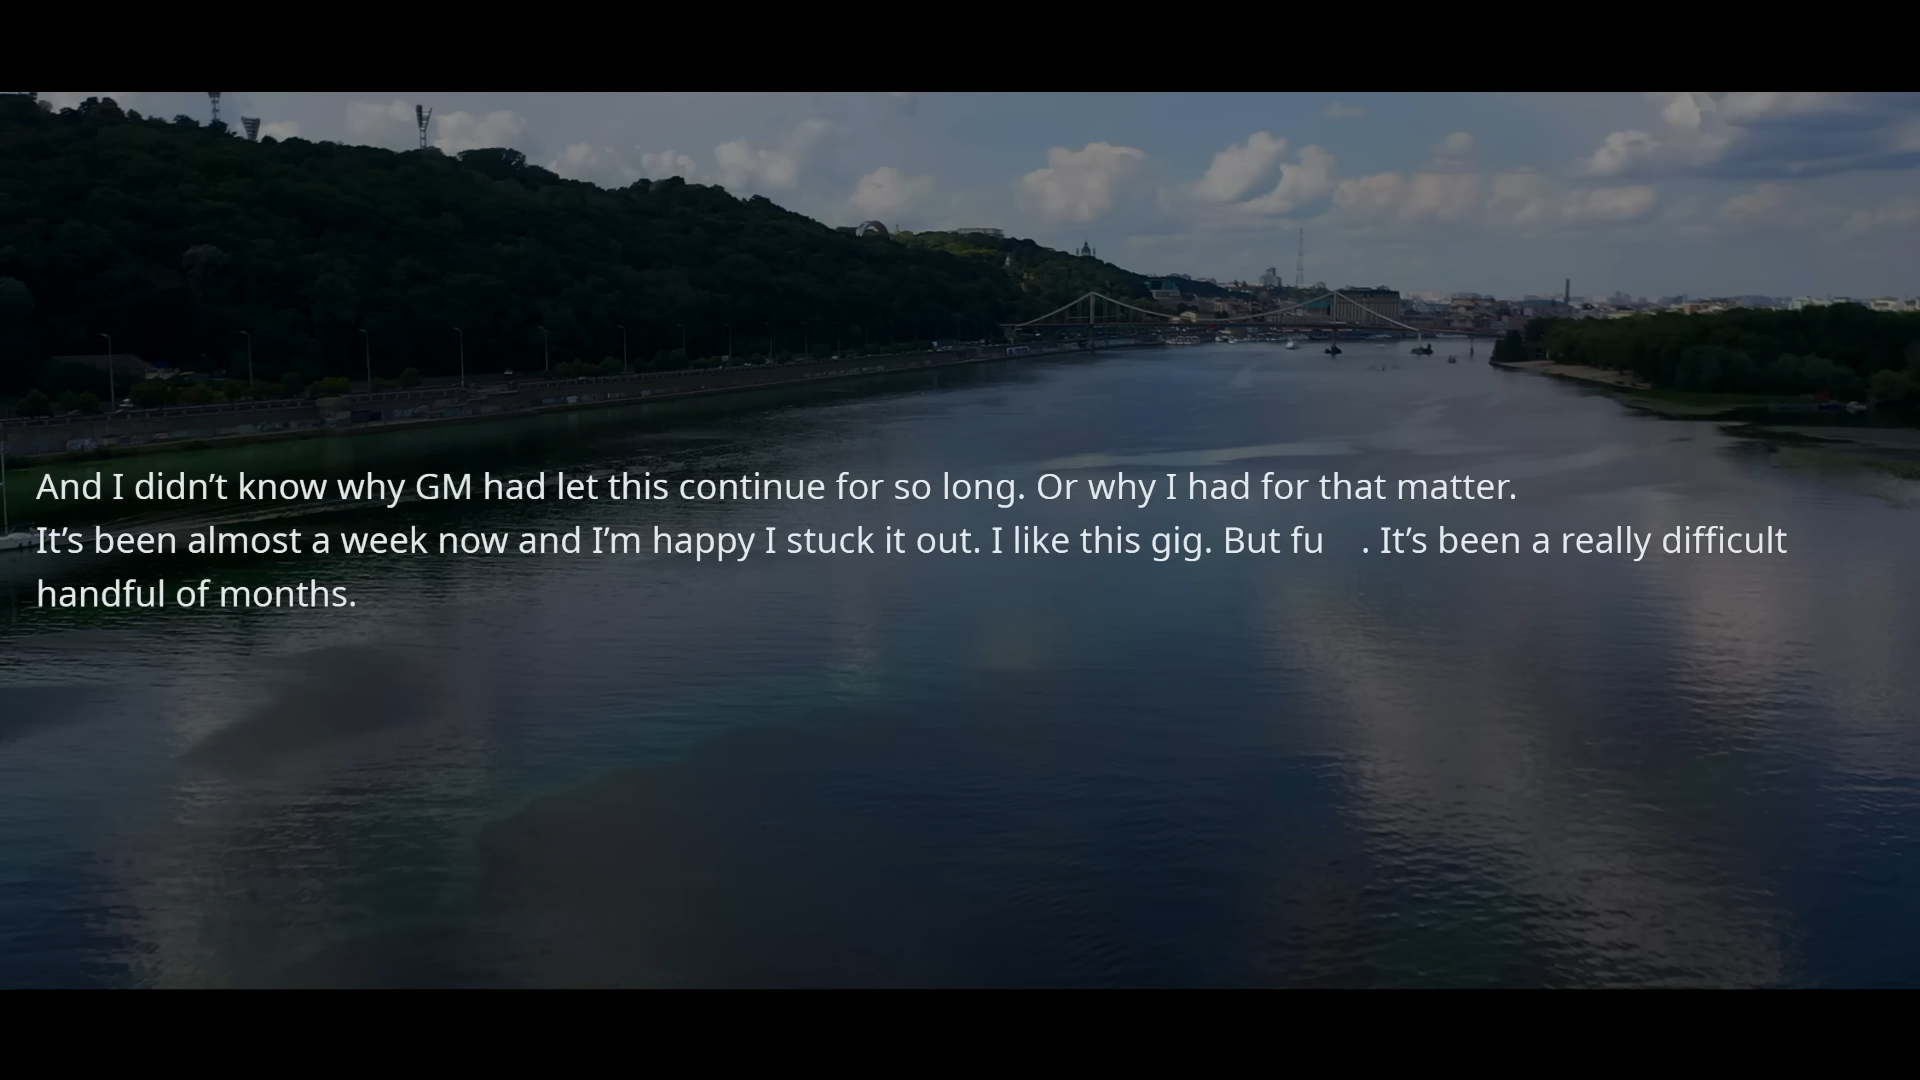 And I didn’t know why GM had let this continue for so long. Or why I had for that matter.
It’s been almost a week now and I’m happy I stuck it out. I like this gig. But fu    . It’s been a really difficult
handful of months.